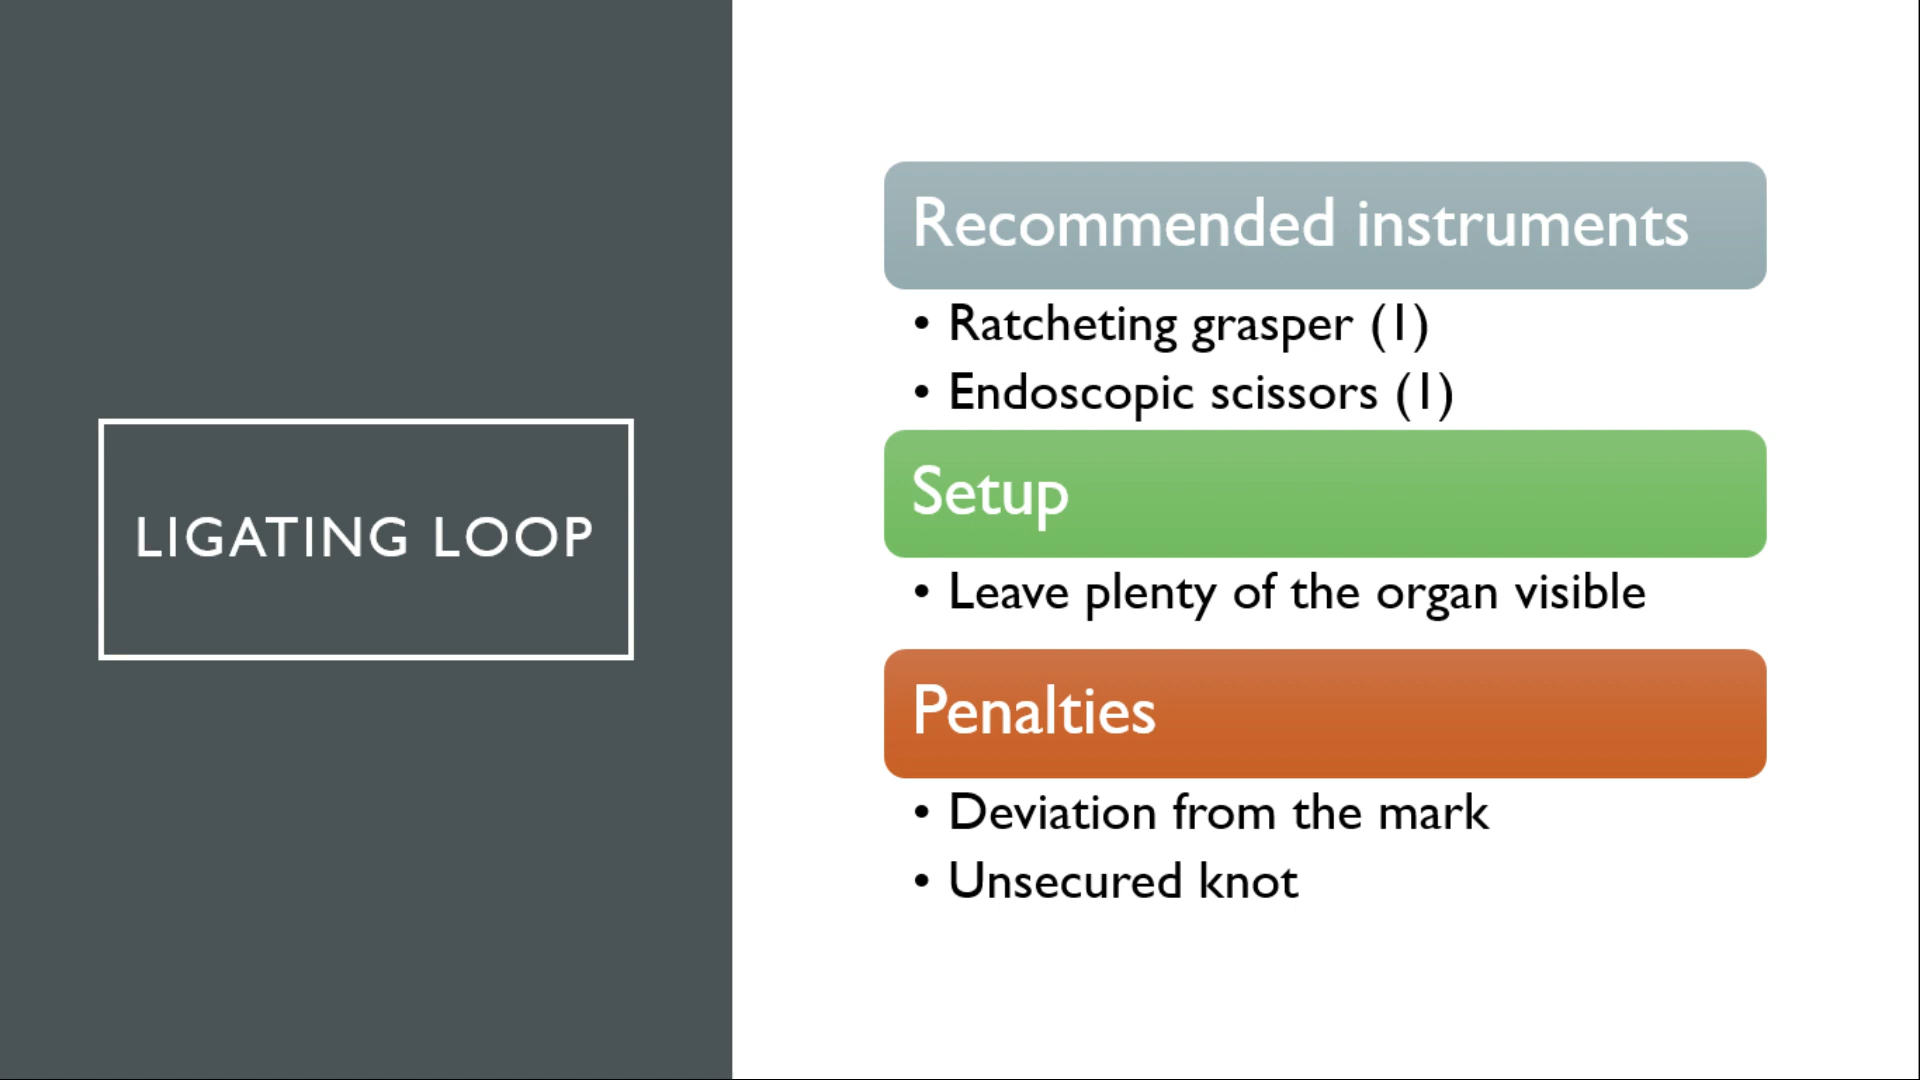 LIGATING LOOP
Recommended instruments
• Ratcheting grasper (1)
• Endoscopic scissors (1)
Setup
• Leave plenty of the organ visible
Penalties
• Deviation from the mark
• Unsecured knot